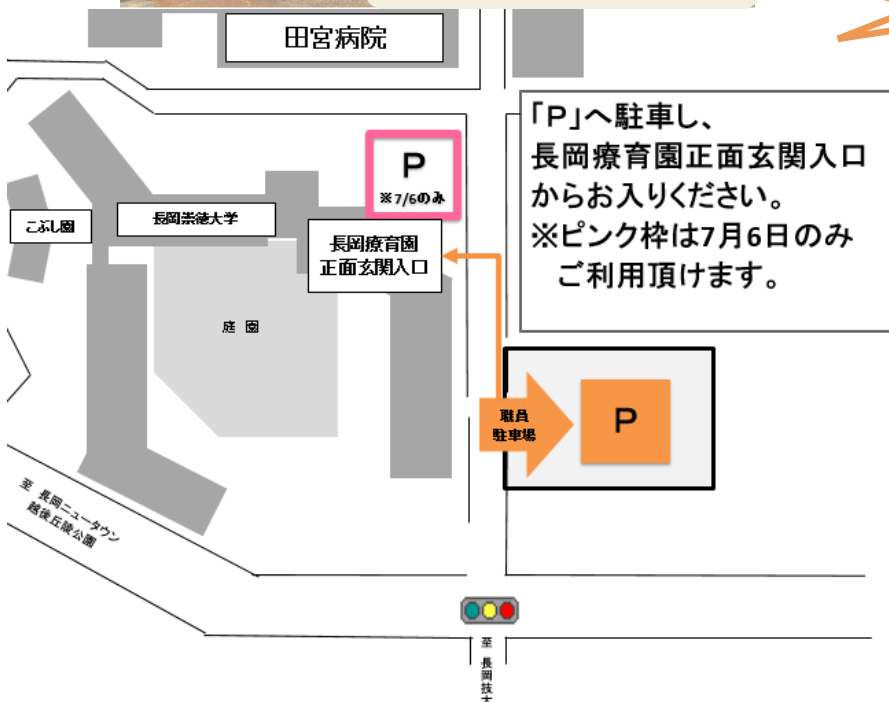 田宮病院
「P」へ駐車し、
長岡療育園正面玄関入口
からお入りください。
※ピンク枠は7月6日のみ
ご利用頂けます。
P
※7/6のみ
こぶし園
長岡崇徳大学
長岡療育園
正面玄関入口
庭 園
職員
駐車場
P
至 長岡ニュータウン
越後丘陵公園
至 長岡技大